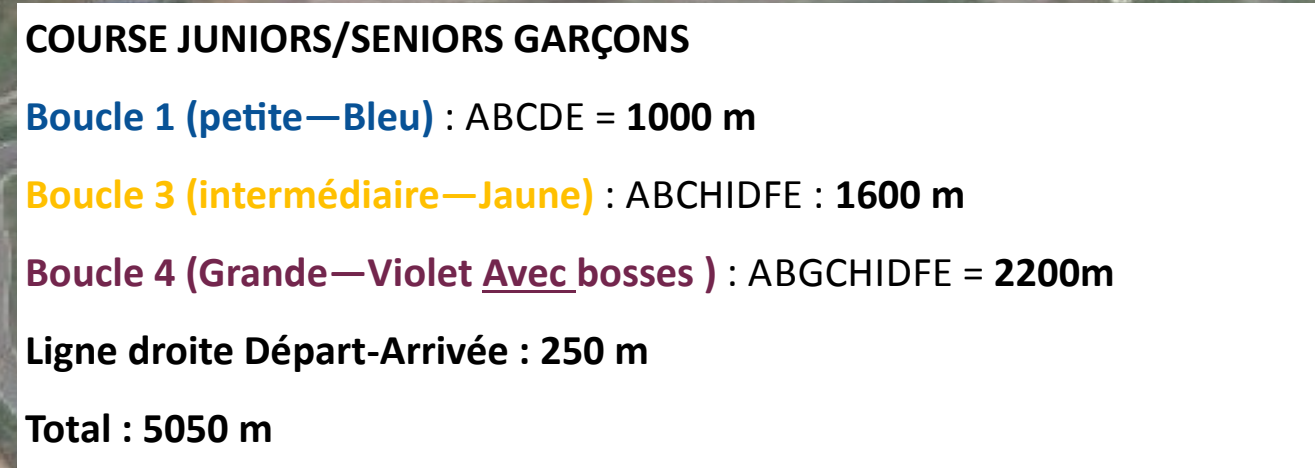 COURSE JUNIORS/SENIORS GARÇONS
Boucle 1 (petite—Bleu) : ABCDE = 1000 m
Boucle 3 (intermédiaire—Jaune) : ABCHIDFE : 1600 m
Boucle 4 (Grande—Violet Avec bosses ) : ABGCHIDFE = 2200m
Ligne droite Départ-Arrivée : 250 m
Total : 5050 m